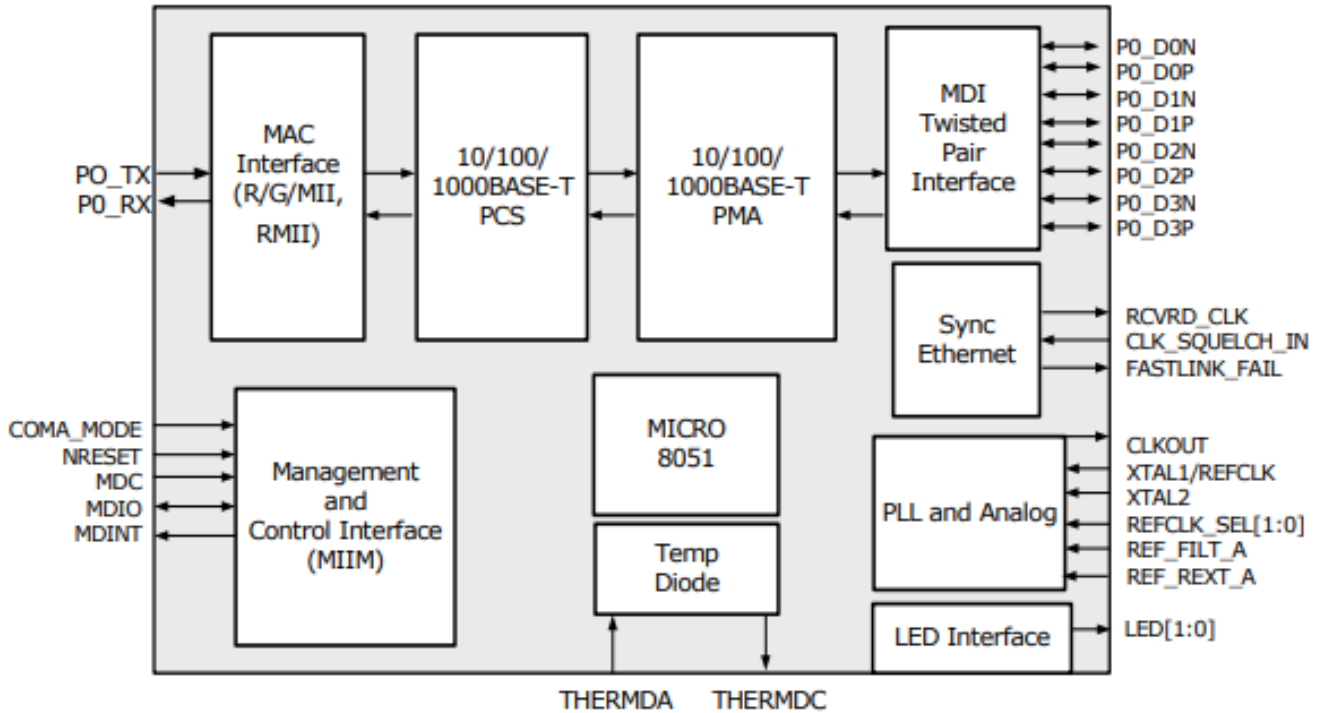 MAC
Interface
(R/G/MII,
RMII)
10/100/
1000BASE-T
PCS
10/100/
1000BASE-T
PMA
MDI
Twisted
Pair
Interface
P0_D0N
P0_D0P
P0_D1N
P0_D1P
P0_D2N
P0_D2P
P0_D3N
P0_D3P
PO_TX
P0_RX
Sync
Ethernet
RCVRD_CLK
CLK_SQUELCH_IN
FASTLINK_FAIL
COMA_MODE
NRESET
MDC
MDIO
MDINT
Management
and
Control Interface
(MIIM)
MICRO
8051
Temp
Diode
PLL and Analog
CLKOUT
XTAL1/REFCLK
XTAL2
REFCLK_SEL[1:0]
REF_FILT_A
REF_REXT_A
LED Interface
LED[1:0]
THERMDA
THERMDC